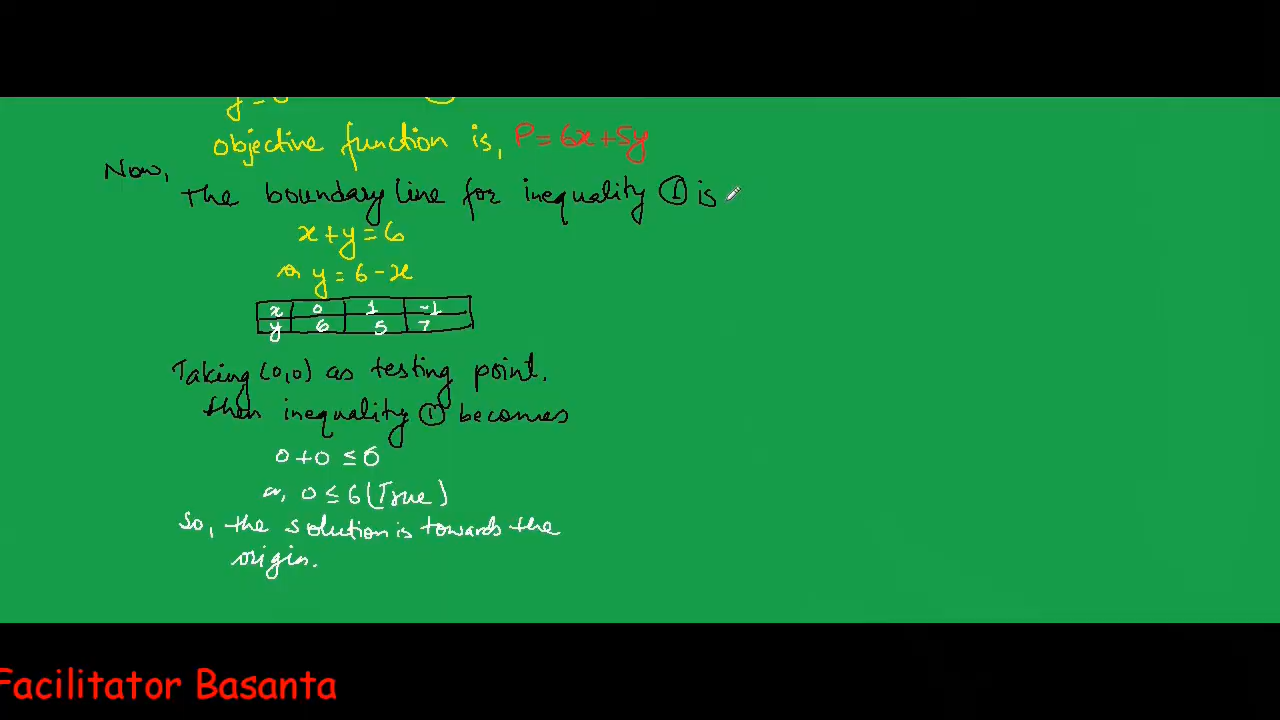 objective function is, P = 6x+5y
Now,
The boundary line for inequality ① is
x + y = 6
or y = 6 - x
x 0 1 -1
y 6 5 7
Taking (0,0) as testing point.
then inequality ① becomes
0 + 0 ≤ 6
or, 0 ≤ 6 (True)
So, the solution is towards the
origin.
Facilitator Basanta